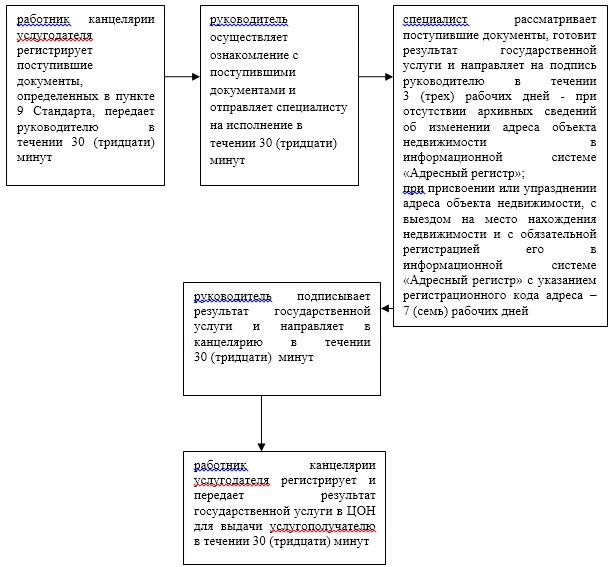 работник канцелярии
услугодателя
регистрирует
поступившие
документы,
определенных в пункте
9 Стандарта, передает
руководителю в
течении 30 (тридцати)
минут
руководитель
осуществляет
ознакомление с
поступившими
документами и
отправляет специалисту
на исполнение в
течении 30 (тридцати)
минут
специалист рассматривает
поступившие документы, готовит
результат государственной
услуги и направляет на подпись
руководителю в течении
3 (трех) рабочих дней - при
отсутствии архивных сведений
об изменении адреса объекта
недвижимости в
информационной системе
«Адресный регистр»;
при присвоении или упразднении
адреса объекта недвижимости, с
выездом на место нахождения
недвижимости и с обязательной
регистрацией его в
информационной системе
«Адресный регистр» с указанием
регистрационного кода адреса –
7 (семь) рабочих дней
руководитель подписывает
результат государственной
услуги и направляет в
канцелярию в течении
30 (тридцати) минут
работник канцелярии
услугодателя регистрирует и
передает результат
государственной услуги в ЦОН
для выдачи услугополучателю
в течении 30 (тридцати) минут